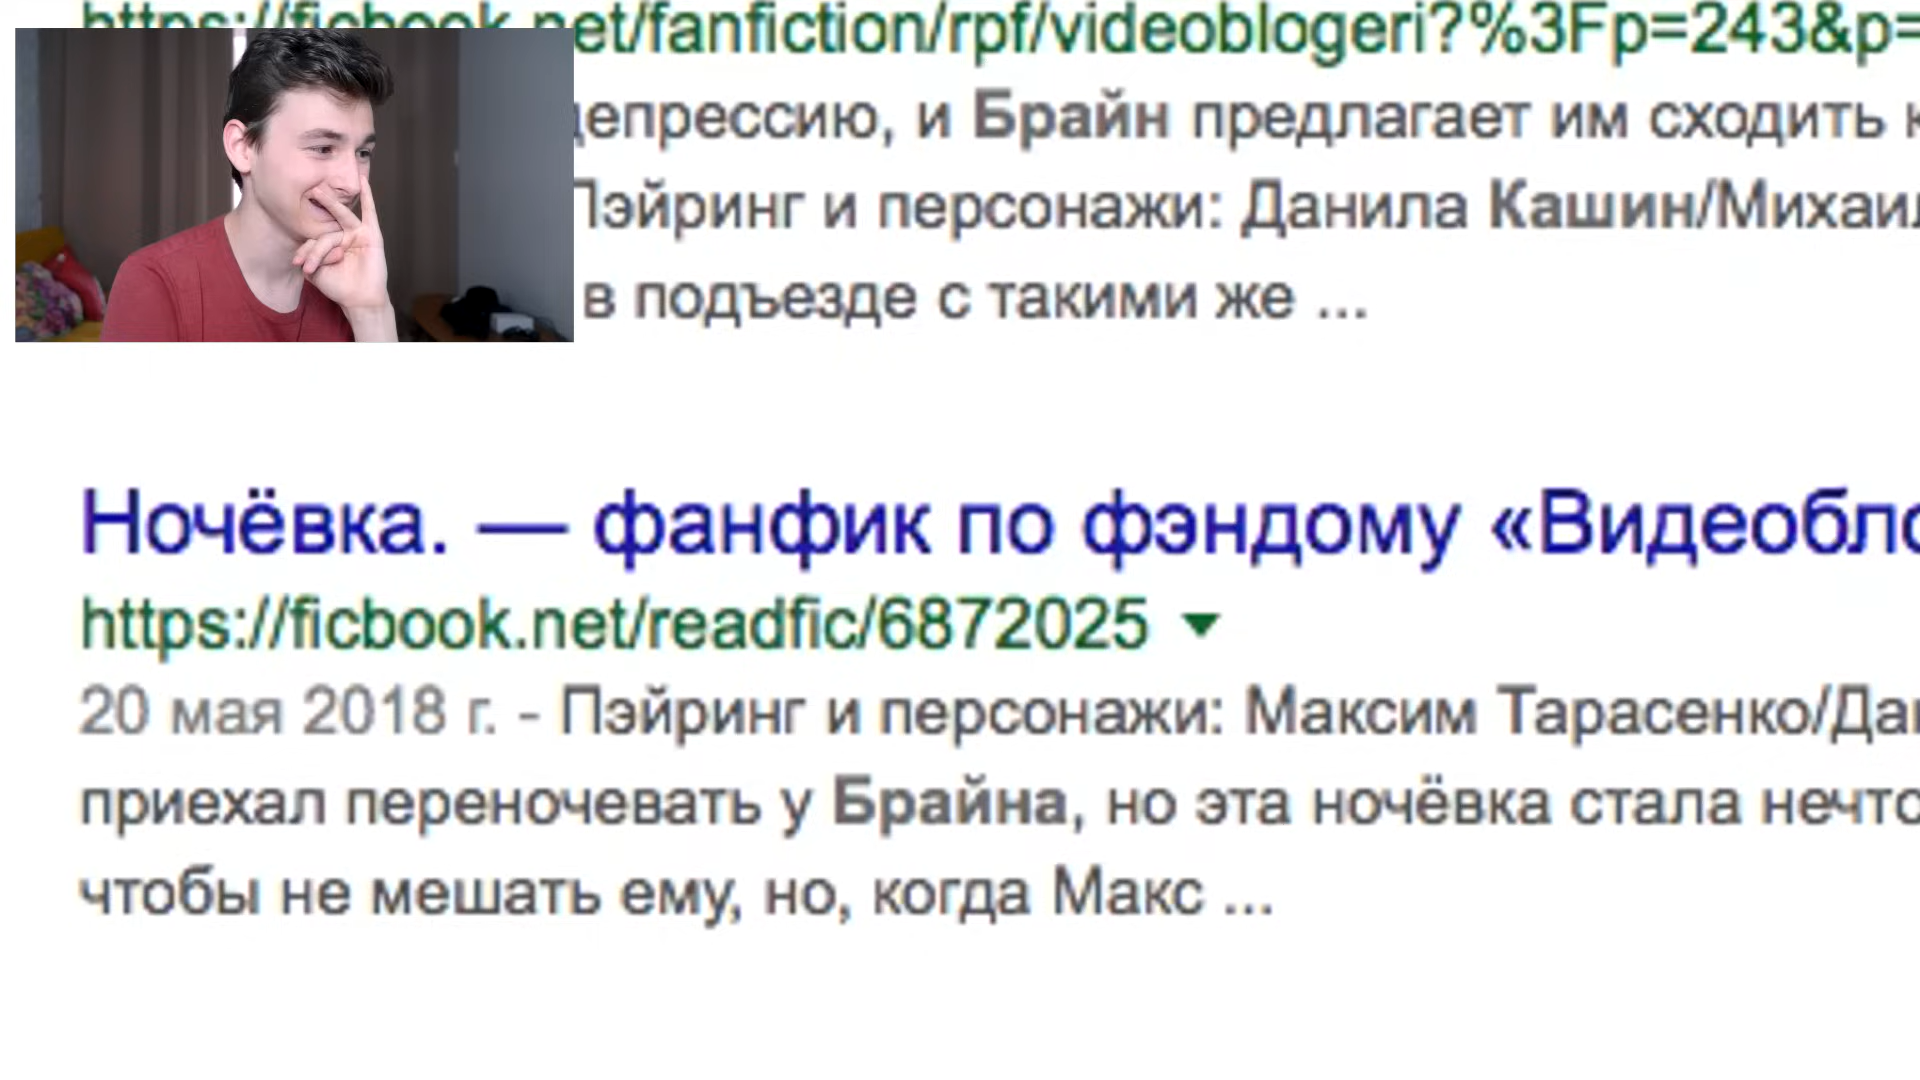 https://ficbook.net/fanfiction/rpf/videoblogeri?%3Fp=243&p=
депрессию, и Брайн предлагает им сходить к
Пэйринг и персонажи: Данила Кашин/Михаил
в подъезде с такими же ...
Ночёвка. — фанфик по фэндому «Видеобло
https://ficbook.net/readfic/6872025
20 мая 2018 г. - Пэйринг и персонажи: Максим Тарасенко/Дан
приехал переночевать у Брайна, но эта ночёвка стала нечто
чтобы не мешать ему, но, когда Макс ...